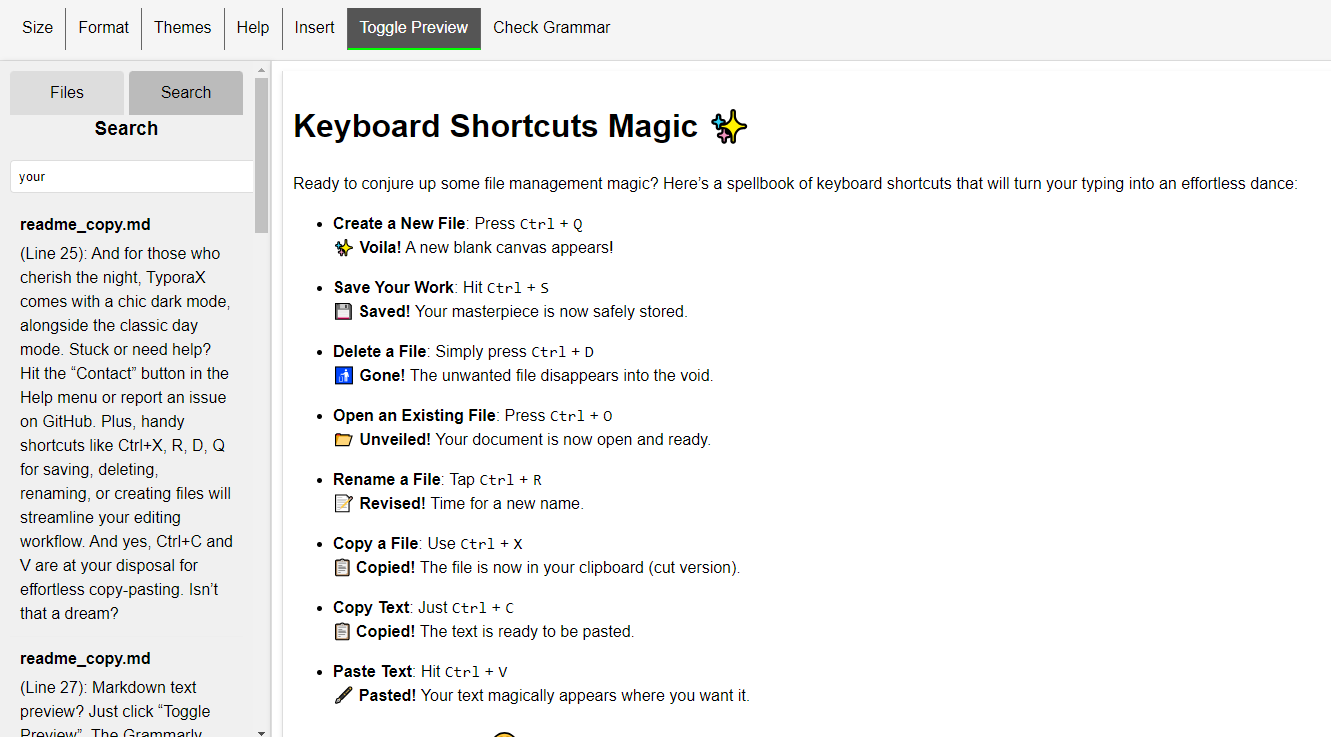 Size Format Themes Help Insert Toggle Preview Check Grammar
Files Search
Search
your
readme_copy.md
(Line 25): And for those who
cherish the night, TyporaX
comes with a chic dark mode,
alongside the classic day
mode. Stuck or need help?
Hit the “Contact” button in the
Help menu or report an issue
on GitHub. Plus, handy
shortcuts like Ctrl+X, R, D, Q
for saving, deleting,
renaming, or creating files will
streamline your editing
workflow. And yes, Ctrl+C and
V are at your disposal for
effortless copy-pasting. Isn’t
that a dream?
readme_copy.md
(Line 27): Markdown text
preview? Just click “Toggle
Preview”. The Grammarly
Keyboard Shortcuts Magic ✨
Ready to conjure up some file management magic? Here’s a spellbook of keyboard shortcuts that will turn your typing into an effortless dance:
• Create a New File: Press Ctrl + Q
✨ Voila! A new blank canvas appears!
• Save Your Work: Hit Ctrl + S
💾 Saved! Your masterpiece is now safely stored.
• Delete a File: Simply press Ctrl + D
🚮 Gone! The unwanted file disappears into the void.
• Open an Existing File: Press Ctrl + O
📂 Unveiled! Your document is now open and ready.
• Rename a File: Tap Ctrl + R
📝 Revised! Time for a new name.
• Copy a File: Use Ctrl + X
📋 Copied! The file is now in your clipboard (cut version).
• Copy Text: Just Ctrl + C
📋 Copied! The text is ready to be pasted.
• Paste Text: Hit Ctrl + V
🖌️ Pasted! Your text magically appears where you want it.